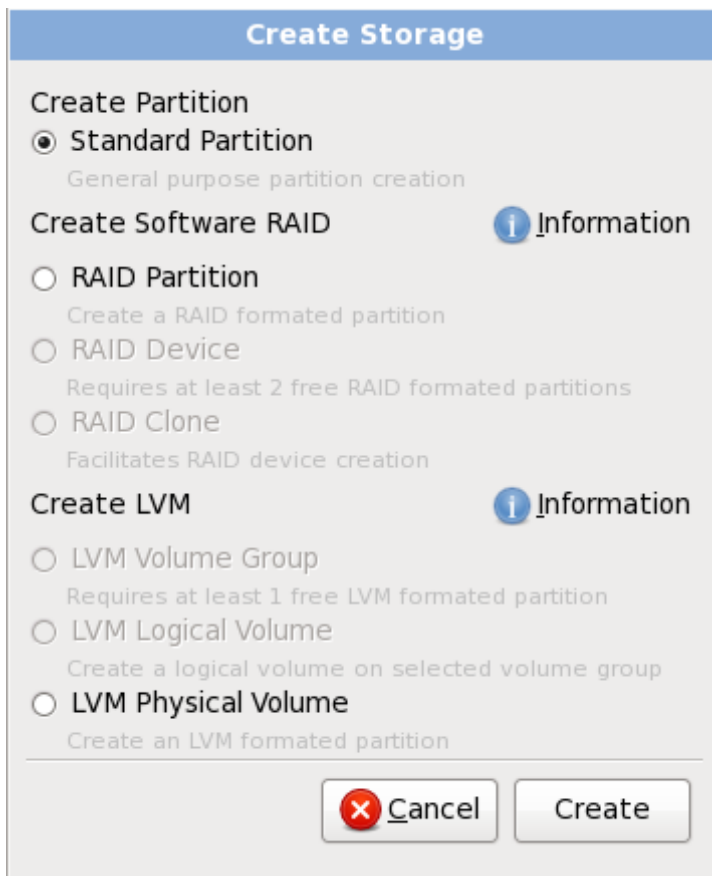 Create Storage
Create Partition
Standard Partition
General purpose partition creation
Create Software RAID
Information
RAID Partition
Create a RAID formated partition
RAID Device
Requires at least 2 free RAID formated partitions
RAID Clone
Facilitates RAID device creation
Create LVM
Information
LVM Volume Group
Requires at least 1 free LVM formated partition
LVM Logical Volume
Create a logical volume on selected volume group
LVM Physical Volume
Create an LVM formated partition
Cancel
Create